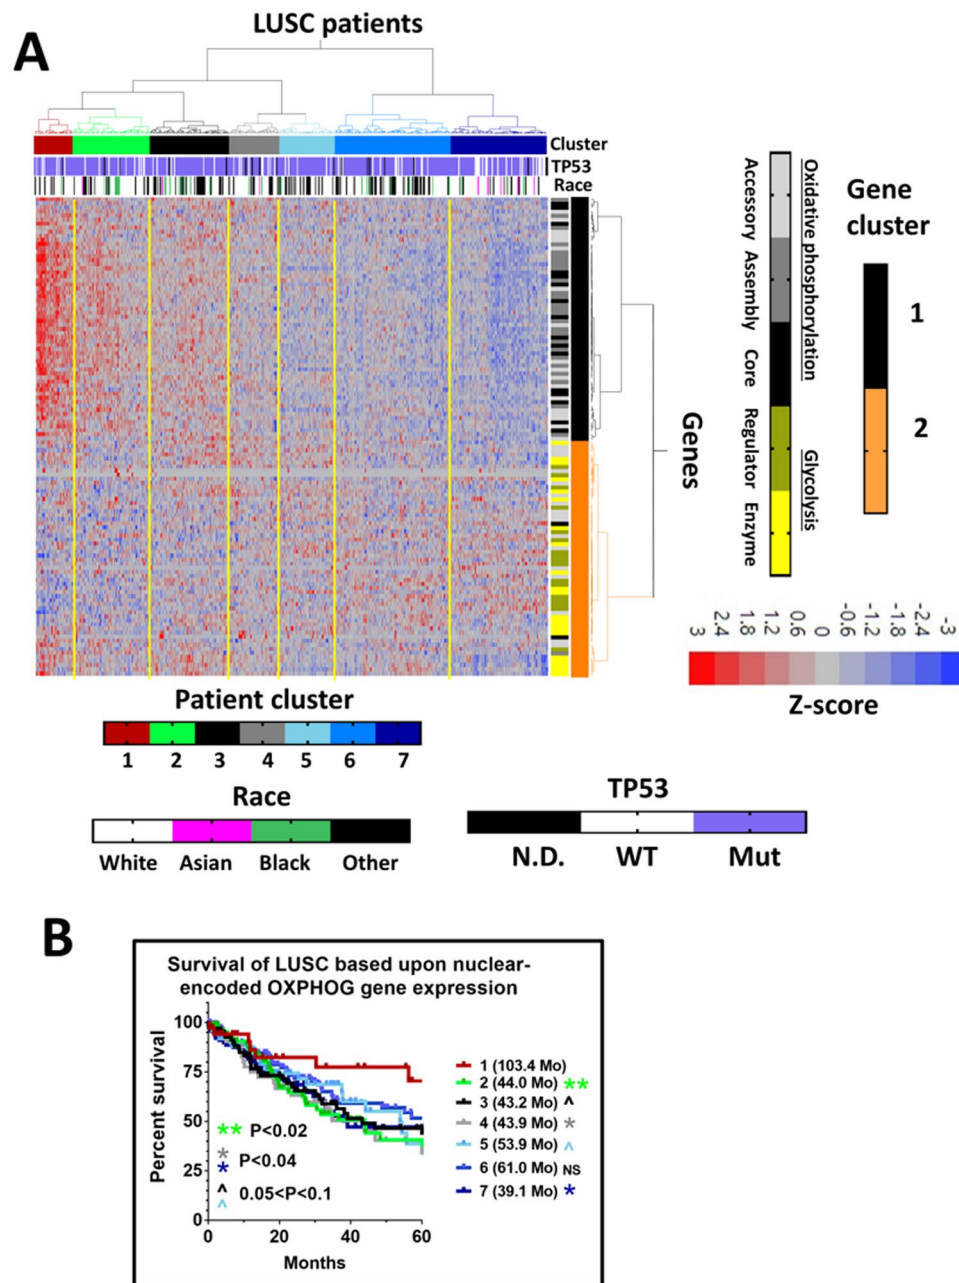 A
LUSC patients
Cluster
TP53
Race
Genes
Oxidative phosphorylation
Glycolysis
Accessory
Assembly
Core
Regulator
Enzyme
Gene
cluster
1
2
3 2.4 1.8 1.2 0.6 0 -0.6 -1.2 -1.8 -2.4 -3
Z-score
Patient cluster
1 2 3 4 5 6 7
Race
White Asian Black Other
TP53
N.D. WT Mut
B
Survival of LUSC based upon nuclear-
encoded OXPHOG gene expression
Percent survival
100
75
50
25
0
0 20 40 60
Months
** P<0.02
*
* P<0.04
^
^ 0.05<P<0.1
1 (103.4 Mo)
2 (44.0 Mo) **
3 (43.2 Mo) ^
4 (43.9 Mo) *
5 (53.9 Mo) ^
6 (61.0 Mo) NS
7 (39.1 Mo) *